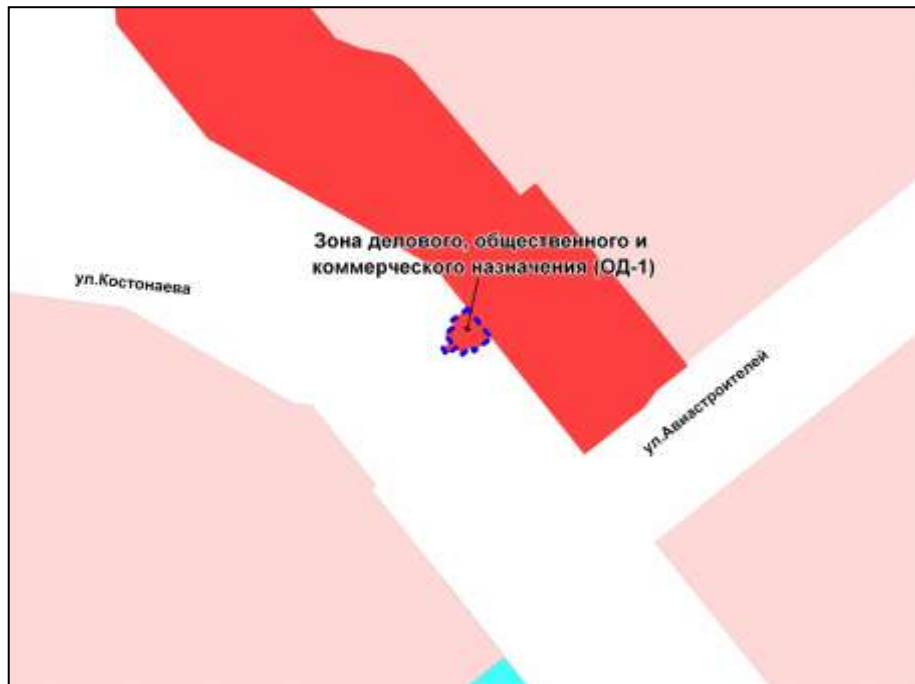 Зона делового, общественного и
коммерческого назначения (ОД-1)
ул.Костонаева
ул.Авиастроителей